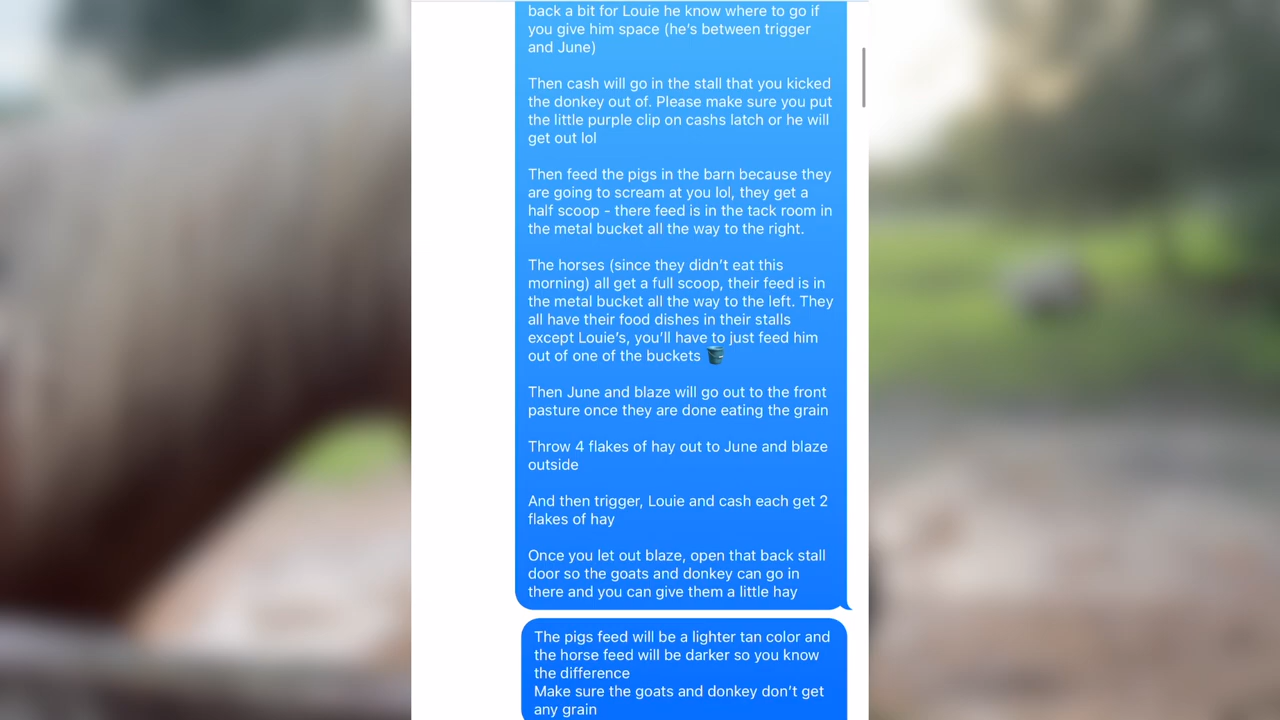 back a bit for Louie he know where to go if
you give him space (he's between trigger
and June)
Then cash will go in the stall that you kicked
the donkey out of. Please make sure you put
the little purple clip on cashs latch or he will
get out lol
Then feed the pigs in the barn because they
are going to scream at you lol, they get a
half scoop - there feed is in the tack room in
the metal bucket all the way to the right.
The horses (since they didn't eat this
morning) all get a full scoop, their feed is in
the metal bucket all the way to the left. They
all have their food dishes in their stalls
except Louie's, you'll have to just feed him
out of one of the buckets 🪣
Then June and blaze will go out to the front
pasture once they are done eating the grain
Throw 4 flakes of hay out to June and blaze
outside
And then trigger, Louie and cash each get 2
flakes of hay
Once you let out blaze, open that back stall
door so the goats and donkey can go in
there and you can give them a little hay
The pigs feed will be a lighter tan color and
the horse feed will be darker so you know
the difference
Make sure the goats and donkey don't get
any grain